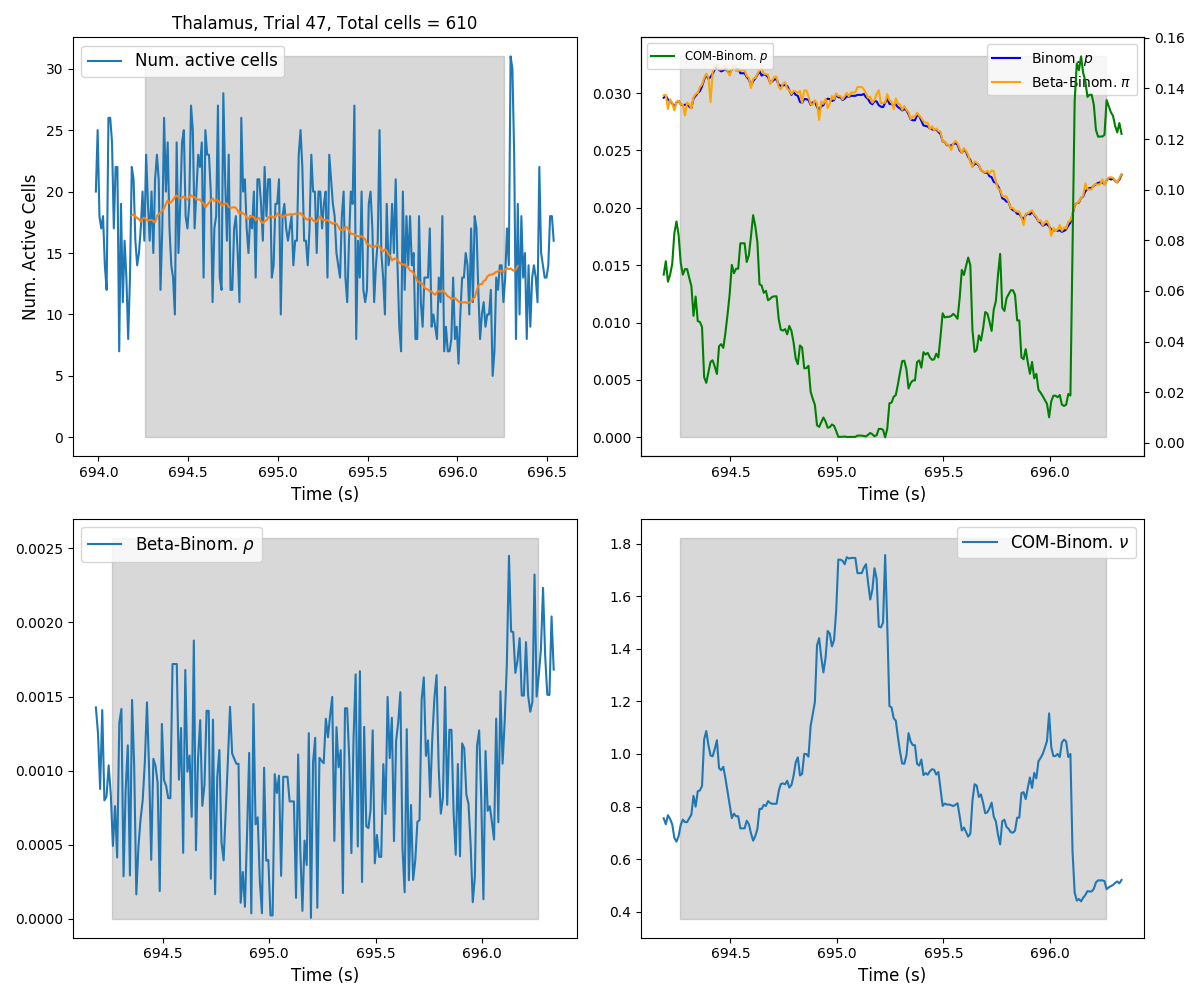 Thalamus, Trial 47, Total cells = 610
Num. active cells
Num. Active Cells
30
25
20
15
10
5
0
694.0 694.5 695.0 695.5 696.0 696.5
Time (s)
COM-Binom. p
Binom. p
Beta-Binom. π
0.030
0.025
0.020
0.015
0.010
0.005
0.000
0.16
0.14
0.12
0.10
0.08
0.06
0.04
0.02
0.00
694.5 695.0 695.5 696.0
Time (s)
Beta-Binom. ρ
0.0025
0.0020
0.0015
0.0010
0.0005
0.0000
694.5 695.0 695.5 696.0
Time (s)
COM-Binom. ν
1.8
1.6
1.4
1.2
1.0
0.8
0.6
0.4
694.5 695.0 695.5 696.0
Time (s)